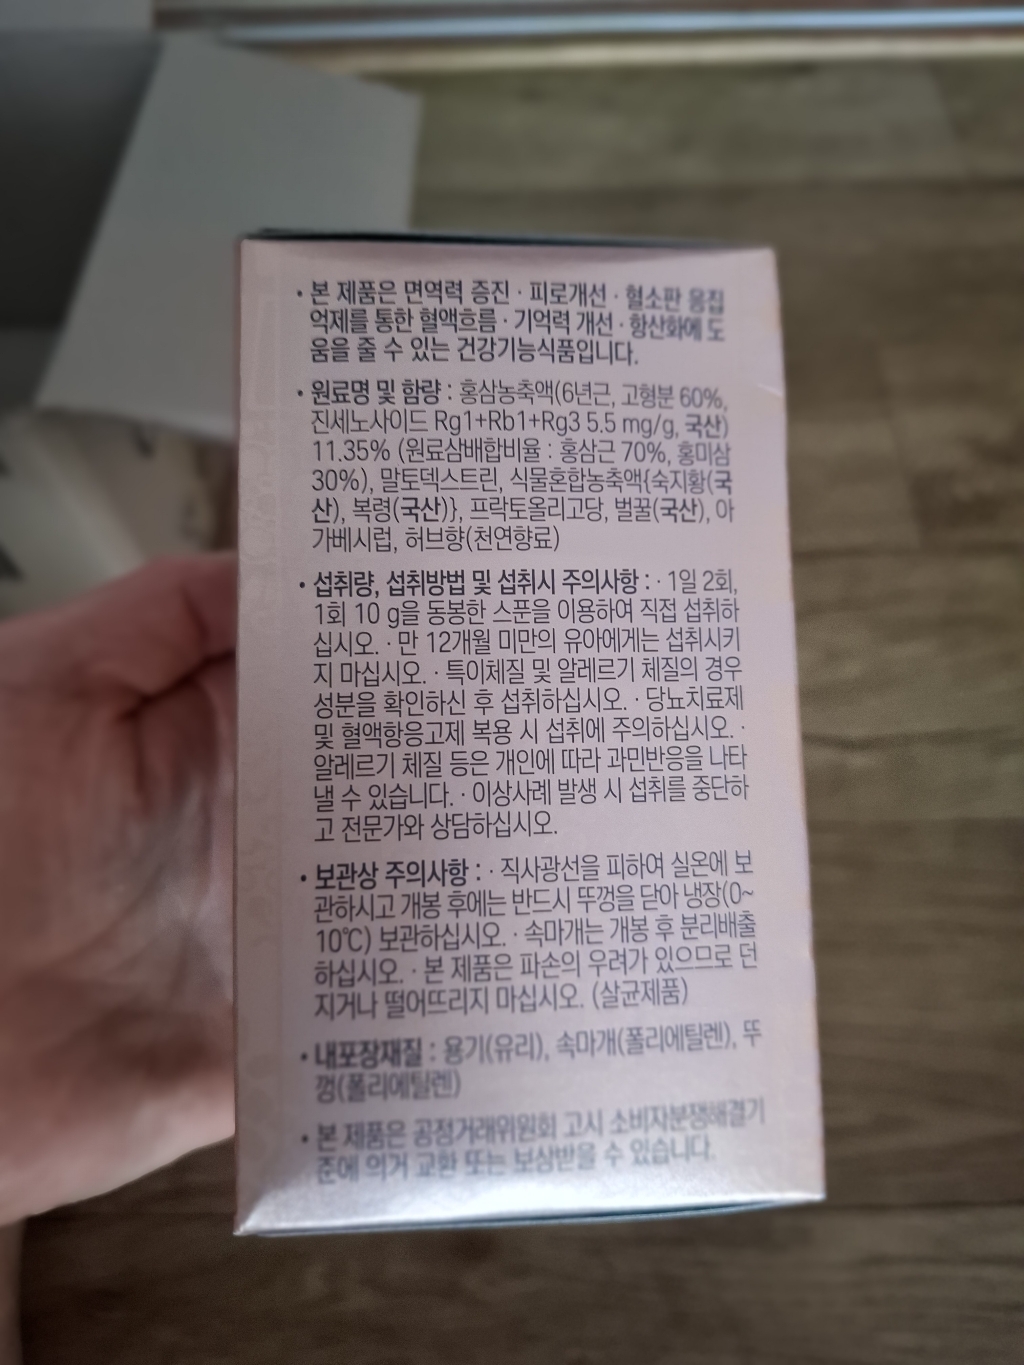 • 본 제품은 면역력 증진 · 피로개선 · 혈소판 응집
억제를 통한 혈액흐름 · 기억력 개선 · 항산화에 도
움을 줄 수 있는 건강기능식품입니다.
• 원료명 및 함량 : 홍삼농축액(6년근, 고형분 60%,
진세노사이드 Rg1+Rb1+Rg3 5.5 mg/g, 국산)
11.35% (원료삼배합비율 : 홍삼근 70%, 홍미삼
30%), 말토덱스트린, 식물혼합농축액{숙지황(국
산), 복령(국산)}, 프락토올리고당, 벌꿀(국산), 아
가베시럽, 허브향(천연향료)
• 섭취량, 섭취방법 및 섭취시 주의사항 : · 1일 2회,
1회 10 g을 동봉한 스푼을 이용하여 직접 섭취하
십시오. · 만 12개월 미만의 유아에게는 섭취시키
지 마십시오. · 특이체질 및 알레르기 체질의 경우
성분을 확인하신 후 섭취하십시오. · 당뇨치료제
및 혈액항응고제 복용 시 섭취에 주의하십시오. ·
알레르기 체질 등은 개인에 따라 과민반응을 나타
낼 수 있습니다. · 이상사례 발생 시 섭취를 중단하
고 전문가와 상담하십시오.
• 보관상 주의사항 : · 직사광선을 피하여 실온에 보
관하시고 개봉 후에는 반드시 뚜껑을 닫아 냉장(0~
10℃) 보관하십시오. · 속마개는 개봉 후 분리배출
하십시오. · 본 제품은 파손의 우려가 있으므로 던
지거나 떨어뜨리지 마십시오. (살균제품)
• 내포장재질 : 용기(유리), 속마개(폴리에틸렌), 뚜
껑(폴리에틸렌)
• 본 제품은 공정거래위원회 고시 소비자분쟁해결기
준에 의거 교환 또는 보상받을 수 있습니다.